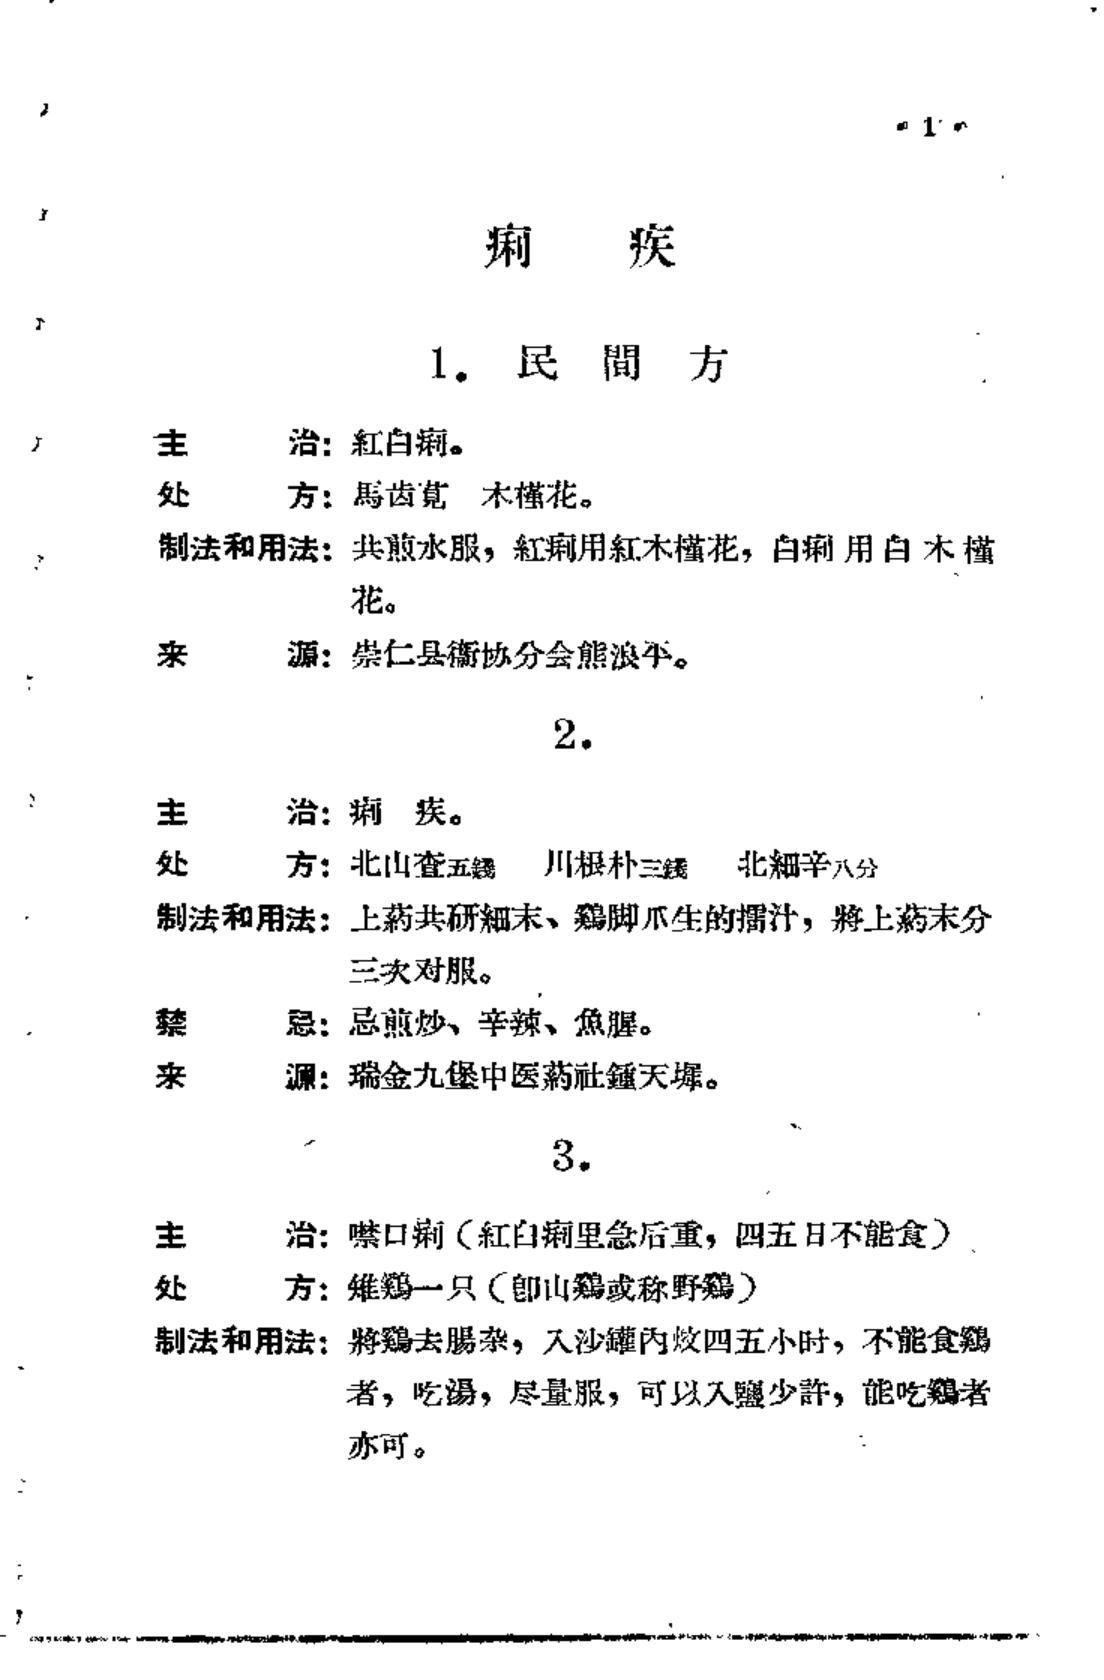 • 1 •
痢 疾
1. 民 間 方
主 治：紅白痢。
处 方：馬齿莧 木槿花。
制法和用法：共煎水服，紅痢用紅木槿花，白痢用白木槿
花。
来 源：崇仁县衞协分会熊浪平。
2.
主 治：痢 疾。
处 方：北山查五錢 川根朴三錢 北細辛八分
制法和用法：上葯共研細末、鷄脚爪生的擂汁，將上葯末分
三次对服。
禁 忌：忌煎炒、辛辣、魚腥。
来 源：瑞金九堡中医葯社鍾天墀。
3.
主 治：噤口痢（紅白痢里急后重，四五日不能食）
处 方：雉鷄一只（卽山鷄或称野鷄）
制法和用法：將鷄去腸杂，入沙罐内炆四五小时，不能食鷄
者，吃湯，尽量服，可以入鹽少許，能吃鷄者
亦可。